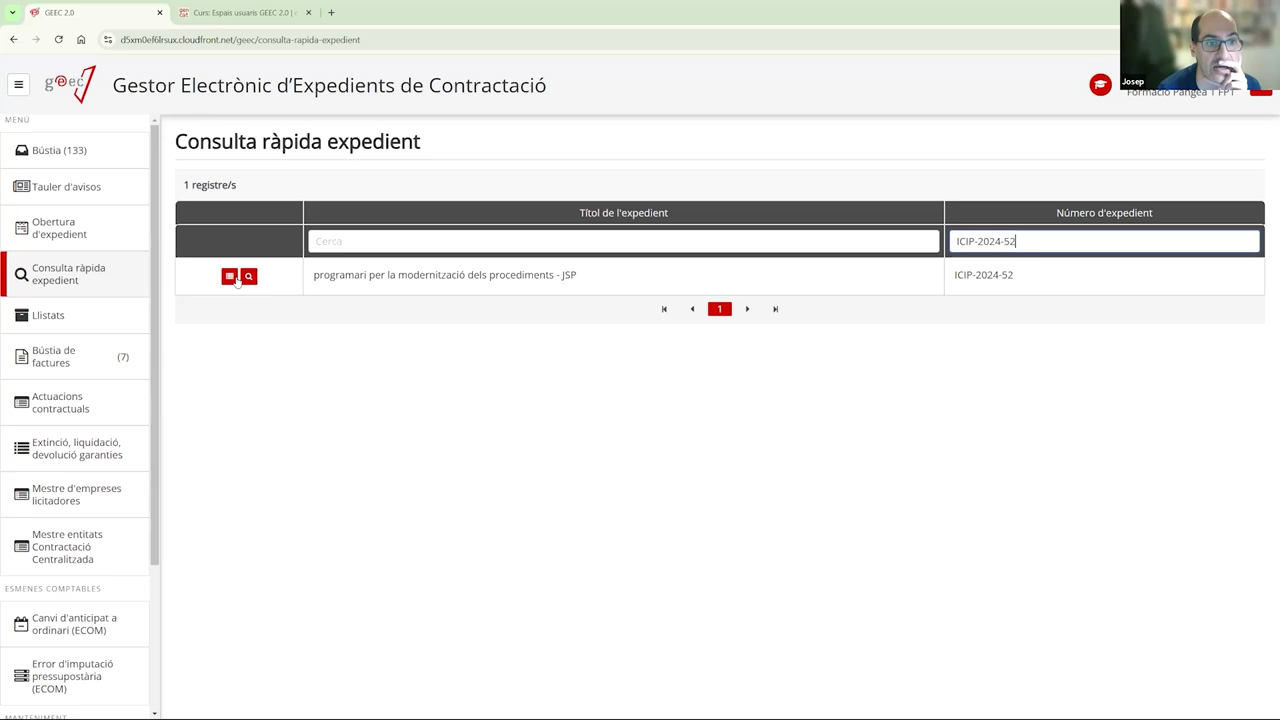 GEEC 2.0
Curs: Espais usuaris GEEC 2.0 | c
d5xm0ef6lrsux.cloudfront.net/geec/consulta-rapida-expedient
Josep
geec
Gestor Electrònic d'Expedients de Contractació
Formació Pangea 1 FPT
MENÚ
Bústia (133)
Tauler d'avisos
Obertura
d'expedient
Consulta ràpida
expedient
Llistats
Bústia de
factures
(7)
Actuacions
contractuals
Extinció, liquidació,
devolució garanties
Mestre d'empreses
licitadores
Mestre entitats
Contractació
Centralitzada
ESMENES COMPTABLES
Canvi d'anticipat a
ordinari (ECOM)
Error d'imputació
pressupostària
(ECOM)
MANTENIMENT
Consulta ràpida expedient
1 registre/s
Títol de l'expedient
Número d'expedient
Cerca
ICIP-2024-52
programari per la modernització dels procediments - JSP
ICIP-2024-52
1